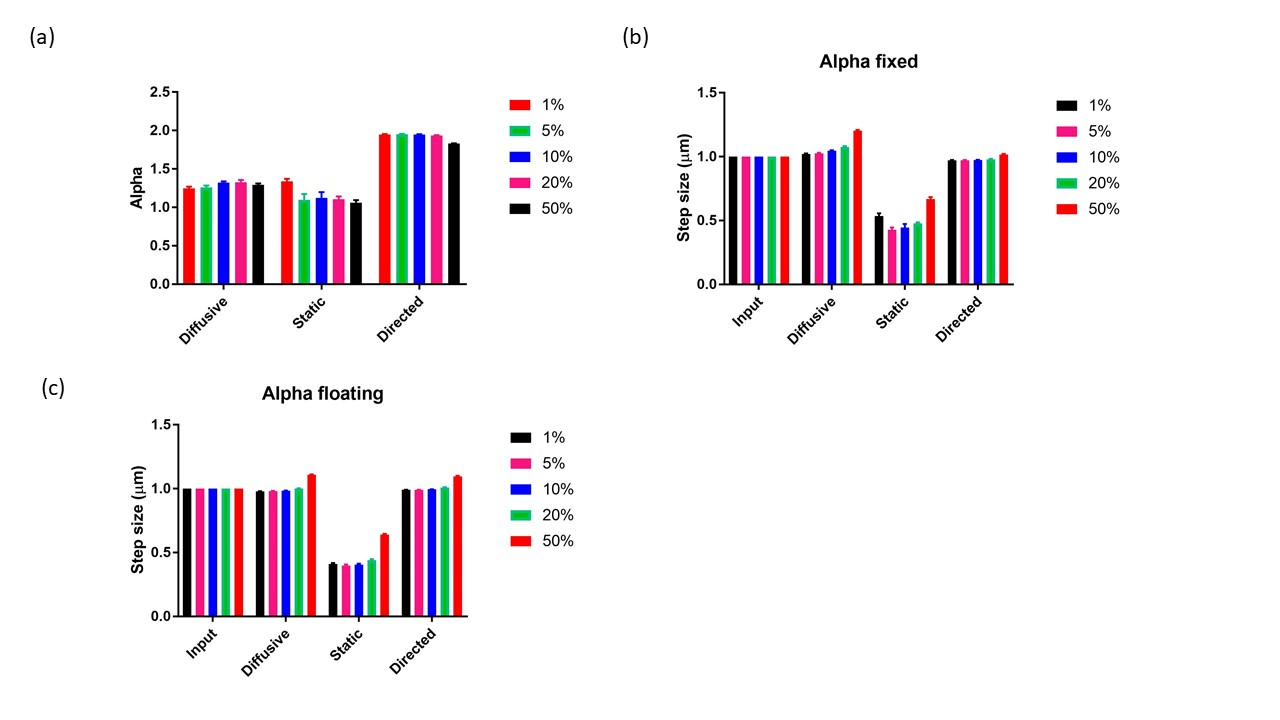 (a)
2.5
2.0
1.5
1.0
0.5
0.0
Alpha
Diffusive
Static
Directed
1%
5%
10%
20%
50%
(b)
Alpha fixed
1.5
1.0
0.5
0.0
Step size (μm)
Input
Diffusive
Static
Directed
1%
5%
10%
20%
50%
(c)
Alpha floating
1.5
1.0
0.5
0.0
Step size (μm)
Input
Diffusive
Static
Directed
1%
5%
10%
20%
50%